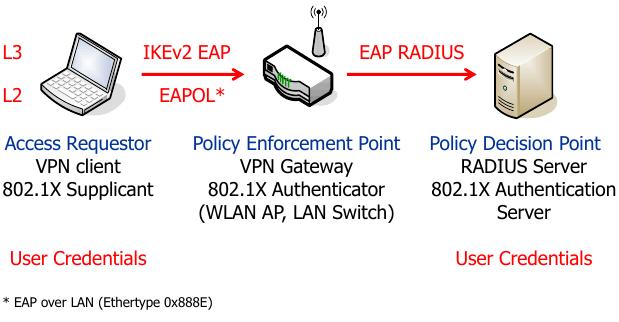 L3
IKEv2 EAP
EAP RADIUS
L2
EAPOL*
Access Requestor
VPN client
802.1X Supplicant
Policy Enforcement Point
VPN Gateway
802.1X Authenticator
(WLAN AP, LAN Switch)
Policy Decision Point
RADIUS Server
802.1X Authentication
Server
User Credentials
User Credentials
* EAP over LAN (Ethertype 0x888E)